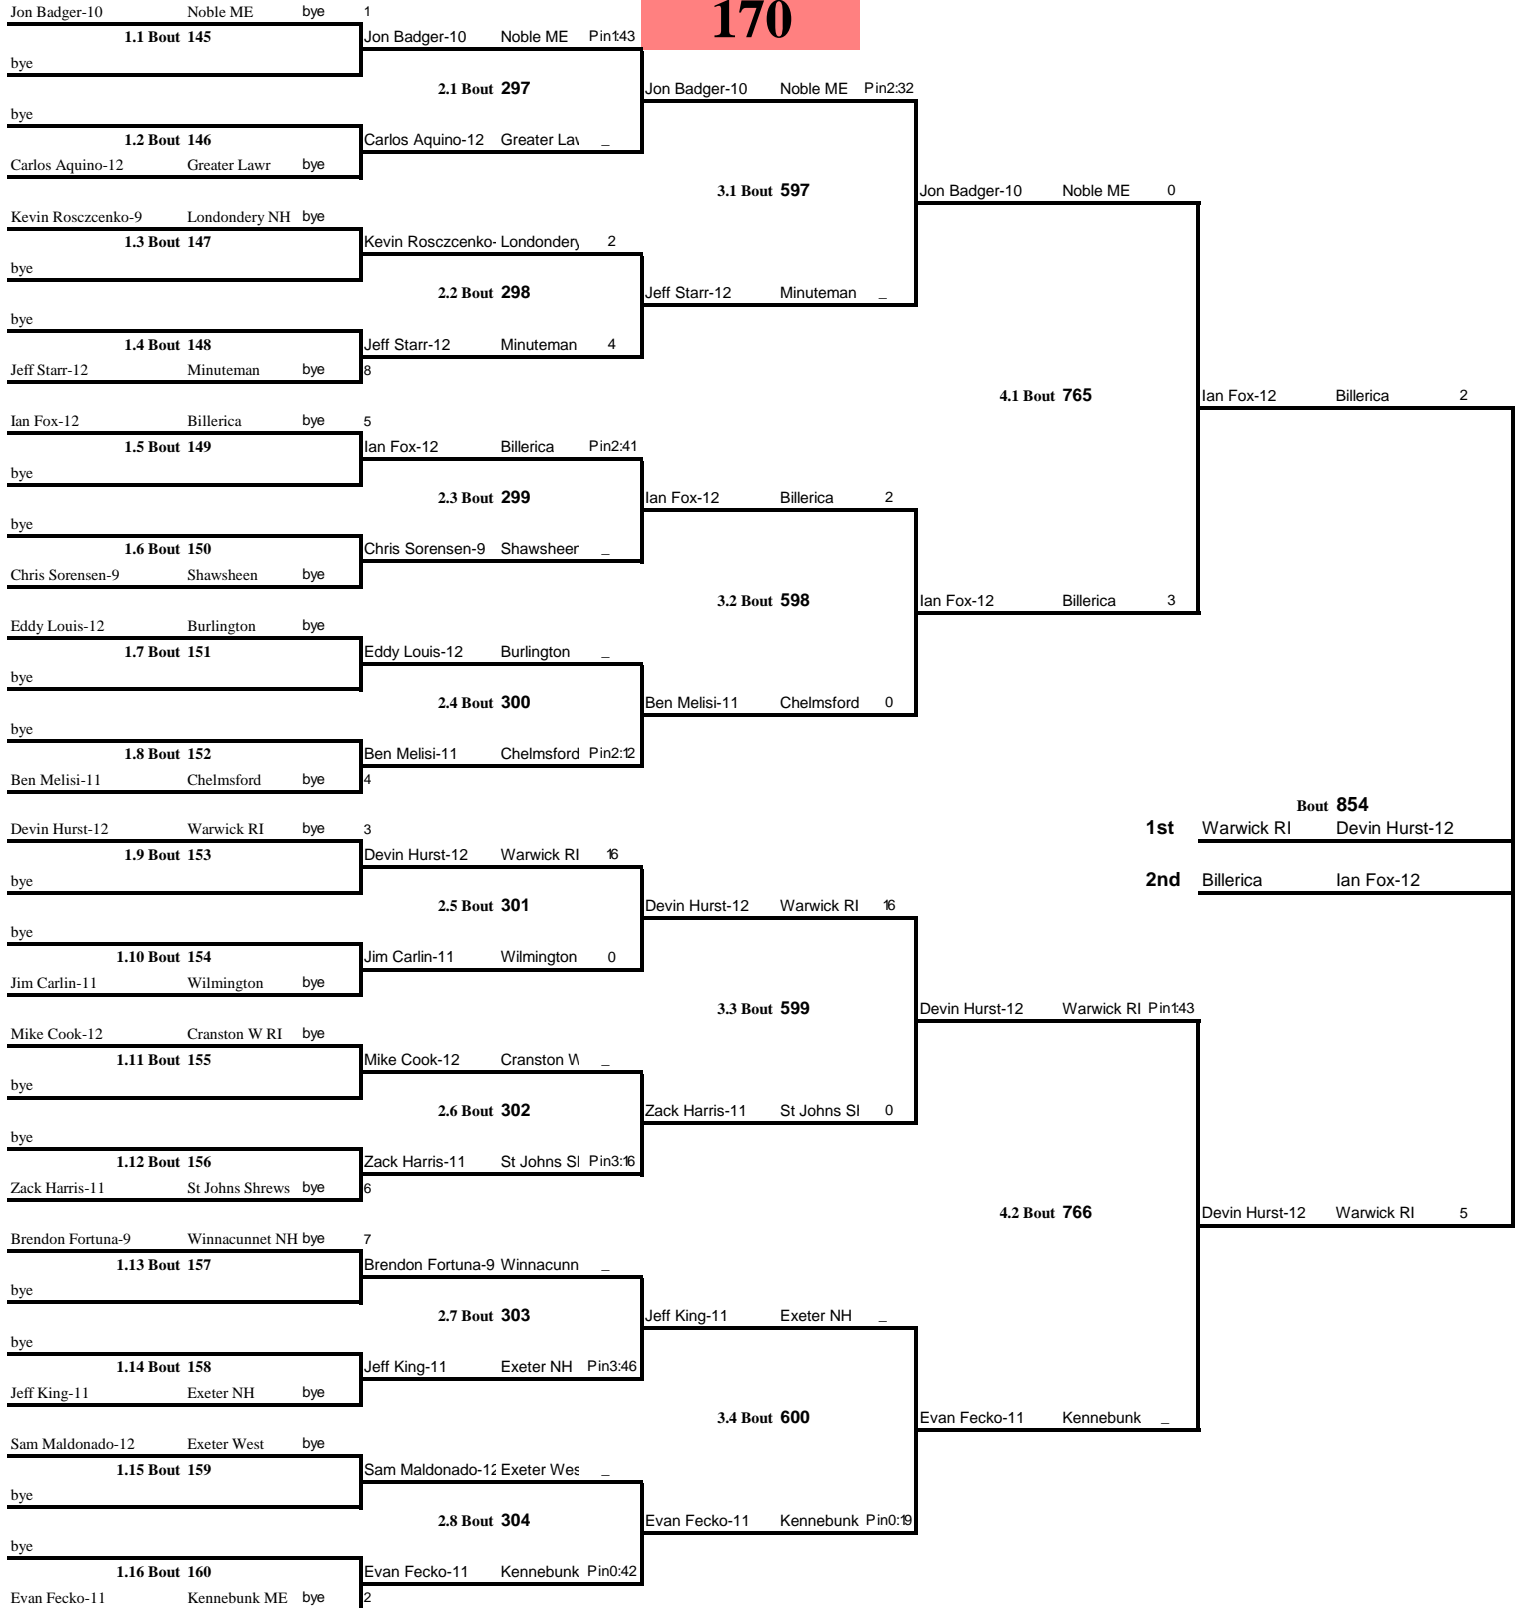 170
Jon Badger-10 Noble ME bye 1
1.1 Bout 145 Jon Badger-10 Noble ME Pin1:43
bye
2.1 Bout 297 Jon Badger-10 Noble ME Pin2:32
bye
1.2 Bout 146 Carlos Aquino-12 Greater Law _
Carlos Aquino-12 Greater Lawr bye
3.1 Bout 597 Jon Badger-10 Noble ME 0
Kevin Rosczcenko-9 Londondery NH bye
1.3 Bout 147 Kevin Rosczcenko- Londondery 2
bye
2.2 Bout 298 Jeff Starr-12 Minuteman _
bye
1.4 Bout 148 Jeff Starr-12 Minuteman 4
Jeff Starr-12 Minuteman bye 8
4.1 Bout 765 Ian Fox-12 Billerica 2
Ian Fox-12 Billerica bye 5
1.5 Bout 149 Ian Fox-12 Billerica Pin2:41
bye
2.3 Bout 299 Ian Fox-12 Billerica 2
bye
1.6 Bout 150 Chris Sorensen-9 Shawsheen _
Chris Sorensen-9 Shawsheen bye
3.2 Bout 598 Ian Fox-12 Billerica 3
Eddy Louis-12 Burlington bye
1.7 Bout 151 Eddy Louis-12 Burlington _
bye
2.4 Bout 300 Ben Melisi-11 Chelmsford 0
bye
1.8 Bout 152 Ben Melisi-11 Chelmsford Pin2:12
Ben Melisi-11 Chelmsford bye 4
Bout 854
Devin Hurst-12 Warwick RI bye 3 1st Warwick RI Devin Hurst-12
1.9 Bout 153 Devin Hurst-12 Warwick RI 16
bye 2nd Billerica Ian Fox-12
2.5 Bout 301 Devin Hurst-12 Warwick RI 16
bye
1.10 Bout 154 Jim Carlin-11 Wilmington 0
Jim Carlin-11 Wilmington bye
3.3 Bout 599 Devin Hurst-12 Warwick RI Pin1:43
Mike Cook-12 Cranston W RI bye
1.11 Bout 155 Mike Cook-12 Cranston W _
bye
2.6 Bout 302 Zack Harris-11 St Johns Sl 0
bye
1.12 Bout 156 Zack Harris-11 St Johns Sl Pin3:16
Zack Harris-11 St Johns Shrews bye 6
4.2 Bout 766 Devin Hurst-12 Warwick RI 5
Brendon Fortuna-9 Winnacunnet NH bye 7
1.13 Bout 157 Brendon Fortuna-9 Winnacunn _
bye
2.7 Bout 303 Jeff King-11 Exeter NH _
bye
1.14 Bout 158 Jeff King-11 Exeter NH Pin3:46
Jeff King-11 Exeter NH bye
3.4 Bout 600 Evan Fecko-11 Kennebunk _
Sam Maldonado-12 Exeter West bye
1.15 Bout 159 Sam Maldonado-12 Exeter Wes _
bye
2.8 Bout 304 Evan Fecko-11 Kennebunk Pin0:19
bye
1.16 Bout 160 Evan Fecko-11 Kennebunk Pin0:42
Evan Fecko-11 Kennebunk ME bye 2